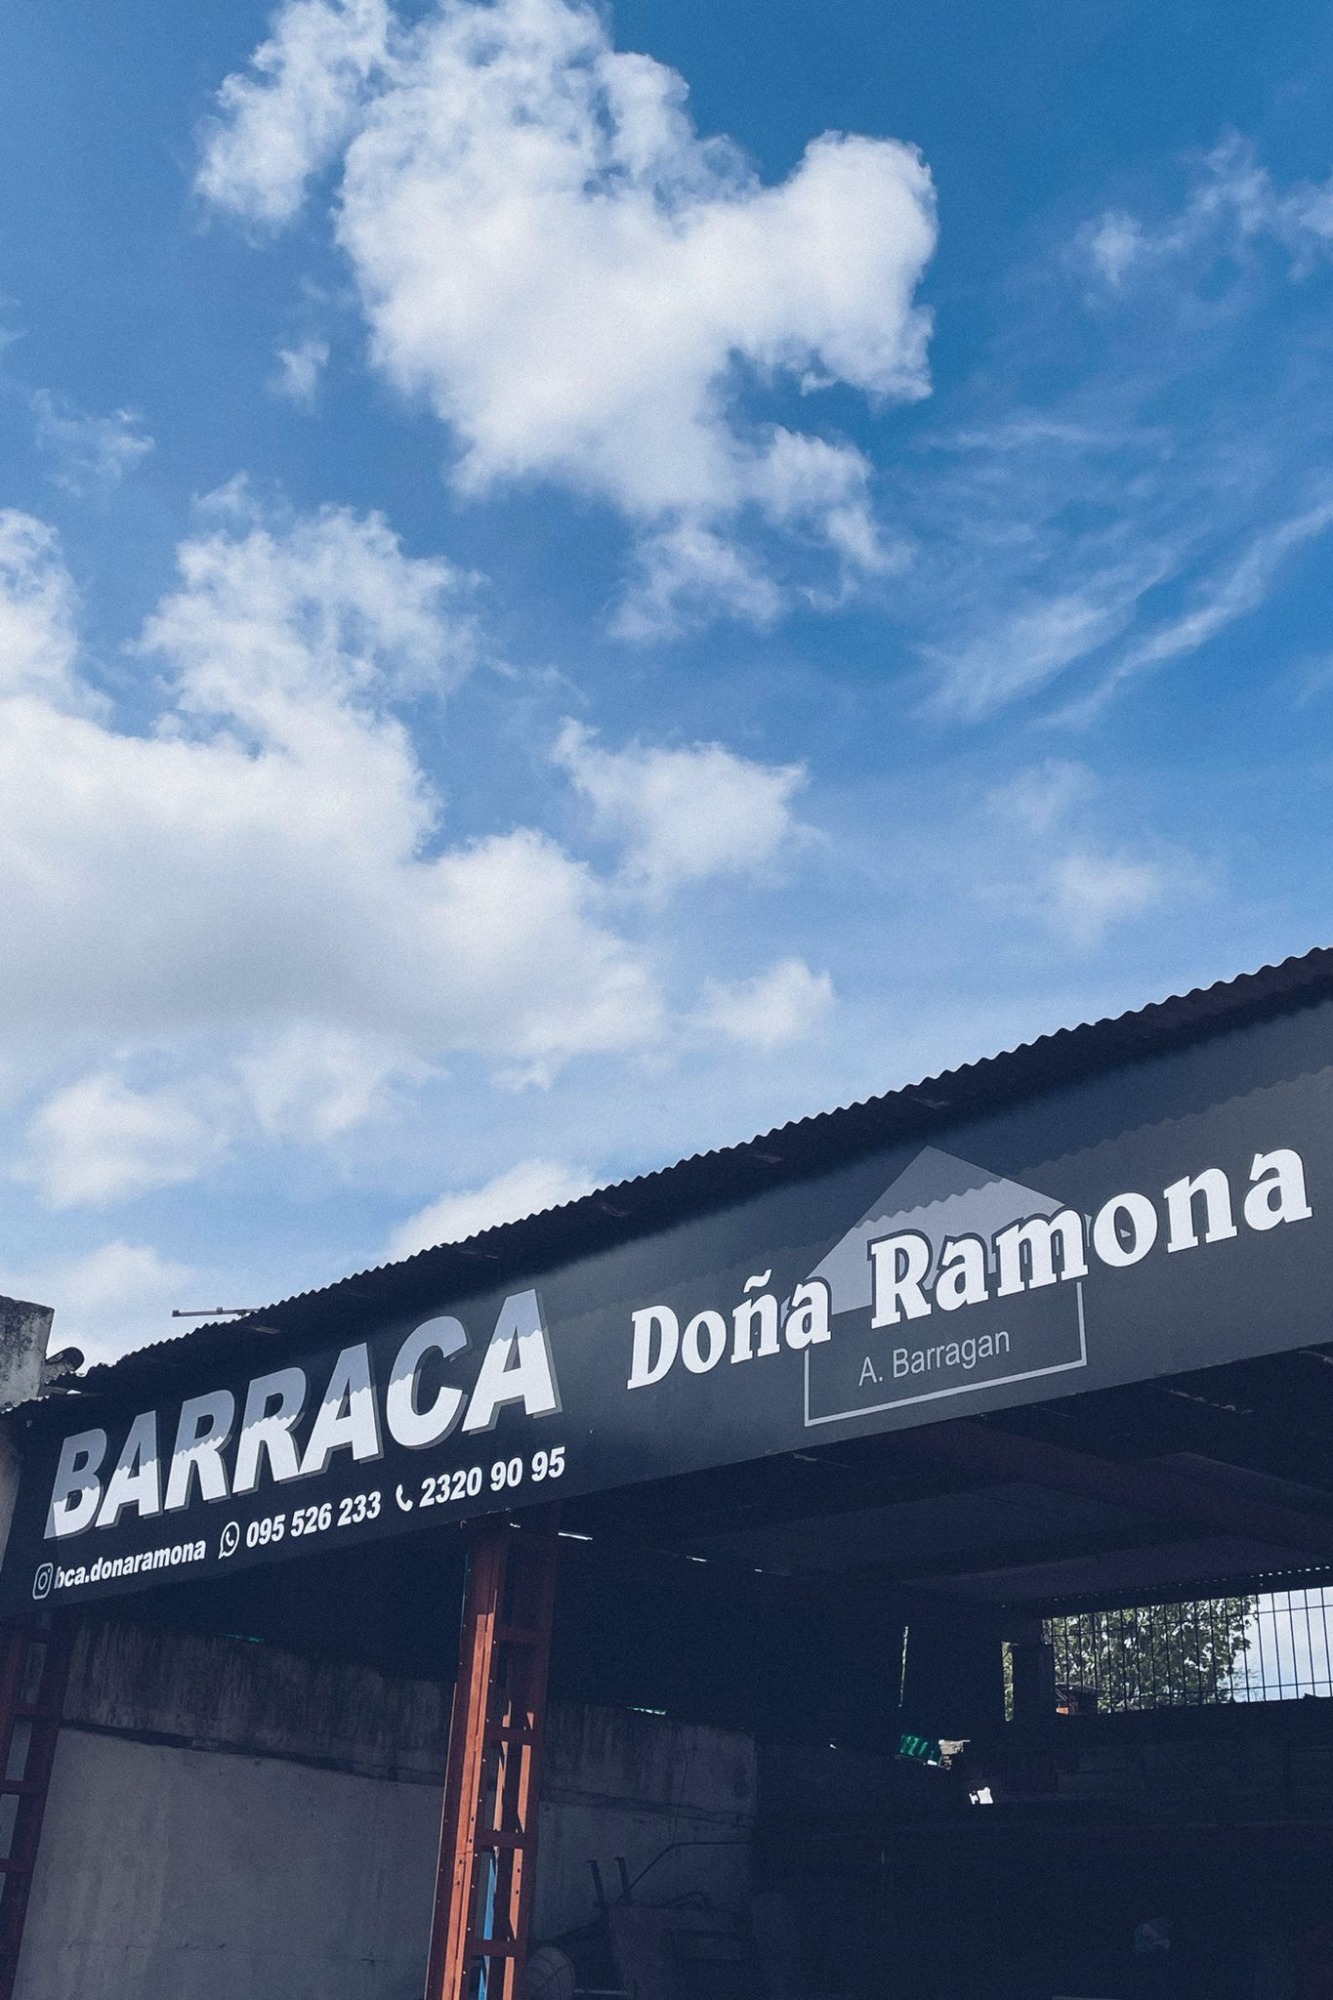 BARRACA
bca.donaramona 095 526 233 2320 90 95
Doña Ramona
A. Barragan